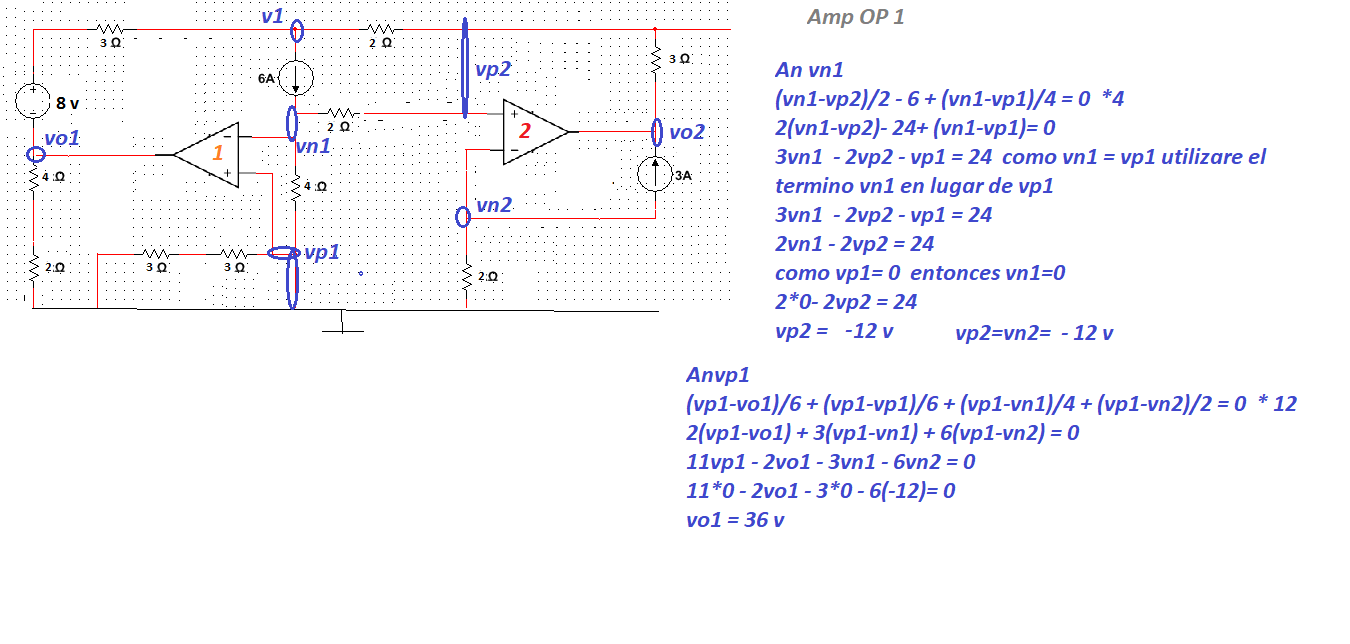 v1
3 Ω
2 Ω
vp2
3 Ω
6A
8 v
2 Ω
2
vo2
vo1
1
vn1
3A
4 Ω
4 Ω
vn2
vp1
2 Ω
3 Ω
3 Ω
2 Ω
Amp OP 1
An vn1
(vn1-vp2)/2 - 6 + (vn1-vp1)/4 = 0 *4
2(vn1-vp2)- 24+ (vn1-vp1)= 0
3vn1 - 2vp2 - vp1 = 24 como vn1 = vp1 utilizare el
termino vn1 en lugar de vp1
3vn1 - 2vp2 - vp1 = 24
2vn1 - 2vp2 = 24
como vp1= 0 entonces vn1=0
2*0- 2vp2 = 24
vp2 = -12 v vp2=vn2= - 12 v
Anvp1
(vp1-vo1)/6 + (vp1-vp1)/6 + (vp1-vn1)/4 + (vp1-vn2)/2 = 0 * 12
2(vp1-vo1) + 3(vp1-vn1) + 6(vp1-vn2) = 0
11vp1 - 2vo1 - 3vn1 - 6vn2 = 0
11*0 - 2vo1 - 3*0 - 6(-12)= 0
vo1 = 36 v